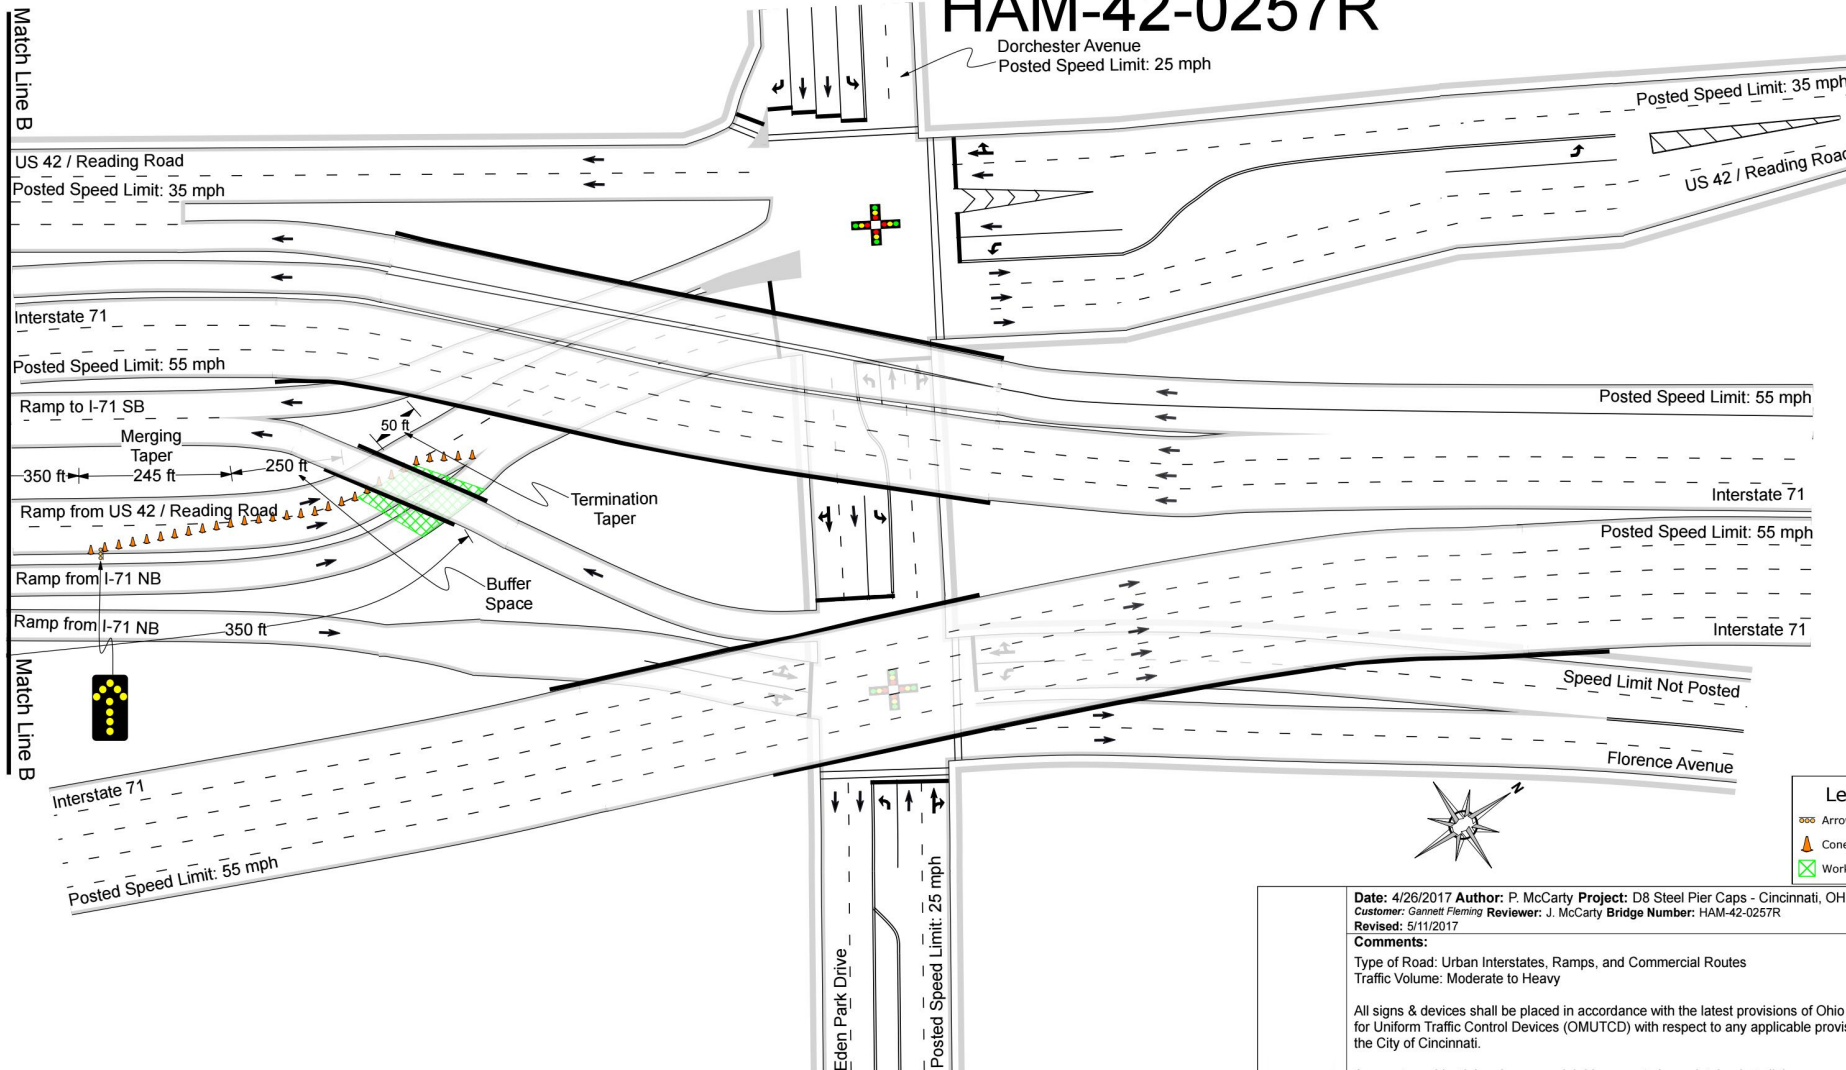 HAM-42-0257R
Match Line B
Dorchester Avenue
Posted Speed Limit: 25 mph
Posted Speed Limit: 35 mph
US 42 / Reading Road
US 42 / Reading Road
Posted Speed Limit: 35 mph
Interstate 71
Posted Speed Limit: 55 mph
Posted Speed Limit: 55 mph
Ramp to I-71 SB
50 ft
Merging
Taper
350 ft
245 ft
250 ft
Termination
Taper
Interstate 71
Ramp from US 42 / Reading Road
Posted Speed Limit: 55 mph
Ramp from I-71 NB
Buffer
Space
Ramp from I-71 NB
350 ft
Interstate 71
Match Line B
Speed Limit Not Posted
Florence Avenue
Interstate 71
Posted Speed Limit: 55 mph
Eden Park Drive
Posted Speed Limit: 25 mph
N
Date: 4/26/2017 Author: P. McCarty Project: D8 Steel Pier Caps - Cincinnati, OH
Customer: Gannett Fleming Reviewer: J. McCarty Bridge Number: HAM-42-0257R
Revised: 5/11/2017
Comments:
Type of Road: Urban Interstates, Ramps, and Commercial Routes
Traffic Volume: Moderate to Heavy
All signs & devices shall be placed in accordance with the latest provisions of Ohio
for Uniform Traffic Control Devices (OMUTCD) with respect to any applicable
the City of Cincinnati.